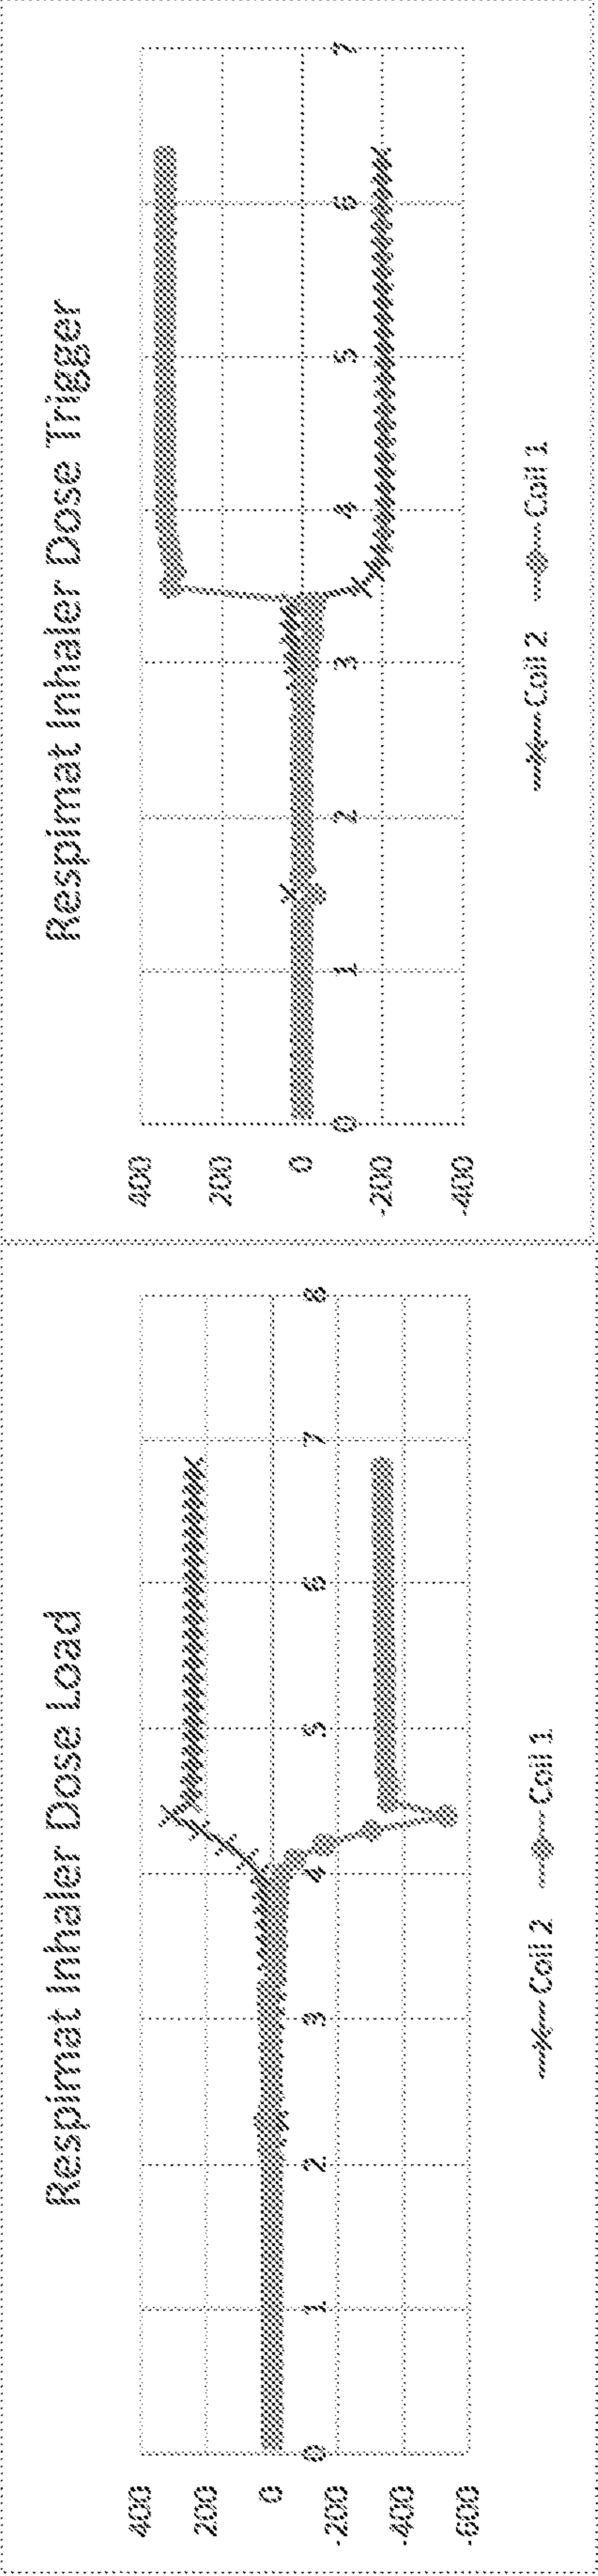 Respimat Inhaler Dose Load
400
200
0
-200
-400
-600
0 1 2 3 4 5 6 7 8
Coil 2 Coil 1
Respimat Inhaler Dose Trigger
400
200
0
-200
-400
0 1 2 3 4 5 6 7
Coil 2 Coil 1